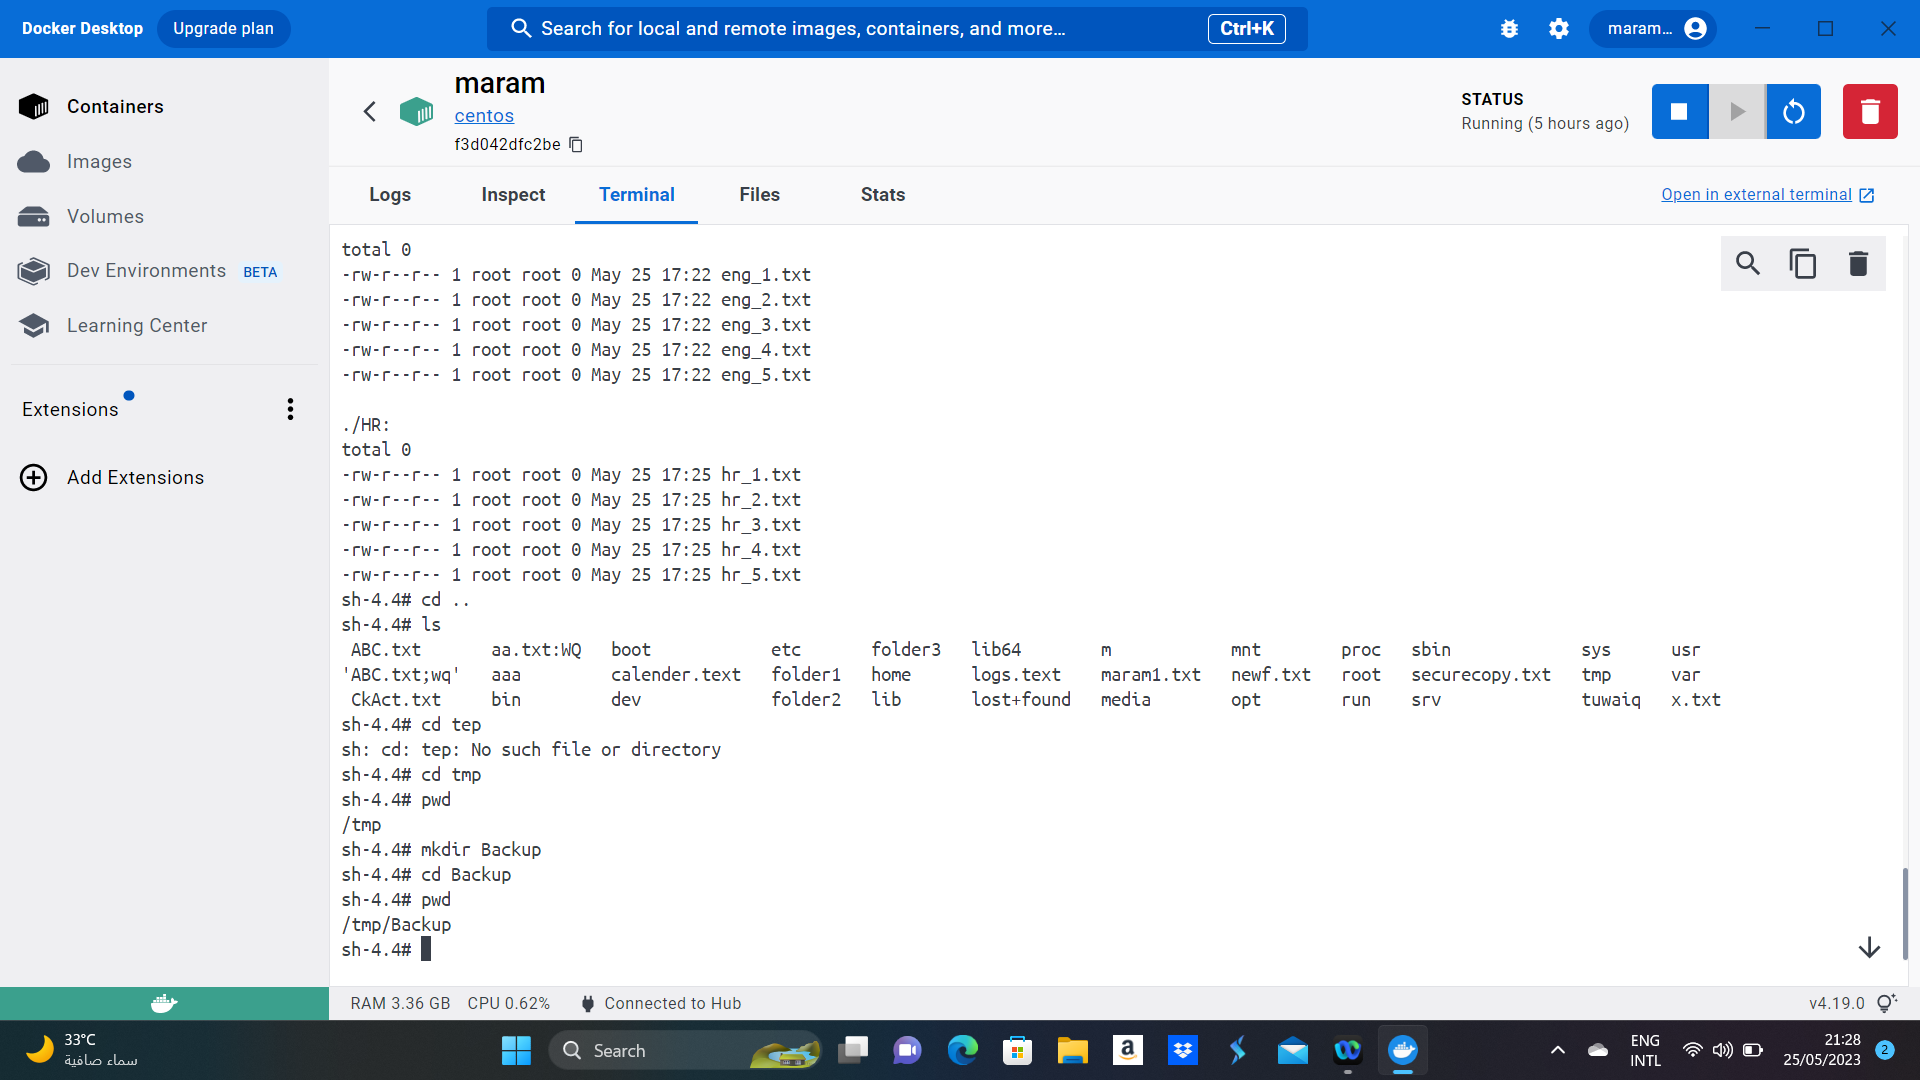 Docker Desktop
Upgrade plan
Search for local and remote images, containers, and more...
Ctrl+K
maram...
Containers
Images
Volumes
Dev Environments BETA
Learning Center
Extensions
Add Extensions
maram
centos
f3d042dfc2be
STATUS
Running (5 hours ago)
Logs Inspect Terminal Files Stats
Open in external terminal
total 0
-rw-r--r-- 1 root root 0 May 25 17:22 eng_1.txt
-rw-r--r-- 1 root root 0 May 25 17:22 eng_2.txt
-rw-r--r-- 1 root root 0 May 25 17:22 eng_3.txt
-rw-r--r-- 1 root root 0 May 25 17:22 eng_4.txt
-rw-r--r-- 1 root root 0 May 25 17:22 eng_5.txt
./HR:
total 0
-rw-r--r-- 1 root root 0 May 25 17:25 hr_1.txt
-rw-r--r-- 1 root root 0 May 25 17:25 hr_2.txt
-rw-r--r-- 1 root root 0 May 25 17:25 hr_3.txt
-rw-r--r-- 1 root root 0 May 25 17:25 hr_4.txt
-rw-r--r-- 1 root root 0 May 25 17:25 hr_5.txt
sh-4.4# cd ..
sh-4.4# ls
ABC.txt aa.txt:WQ boot etc folder3 lib64 m mnt proc sbin sys usr
'ABC.txt;wq' aaa calender.text folder1 home logs.text maram1.txt newf.txt root securecopy.txt tmp var
CkAct.txt bin dev folder2 lib lost+found media opt run srv tuwaiq x.txt
sh-4.4# cd tep
sh: cd: tep: No such file or directory
sh-4.4# cd tmp
sh-4.4# pwd
/tmp
sh-4.4# mkdir Backup
sh-4.4# cd Backup
sh-4.4# pwd
/tmp/Backup
sh-4.4#
RAM 3.36 GB CPU 0.62% Connected to Hub
v4.19.0
33°C
سماء صافية
Search
ENG
INTL
21:28
25/05/2023
2